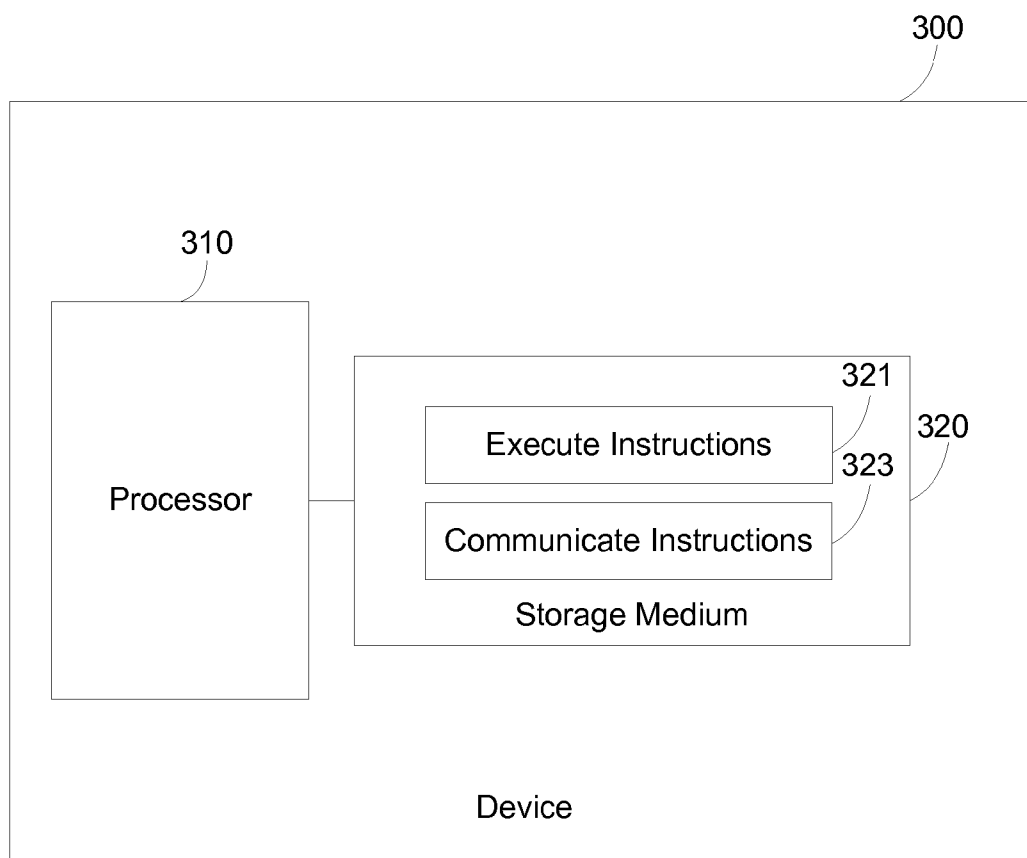 300
310
321
Execute Instructions
320
323
Processor
Communicate Instructions
Storage Medium
Device